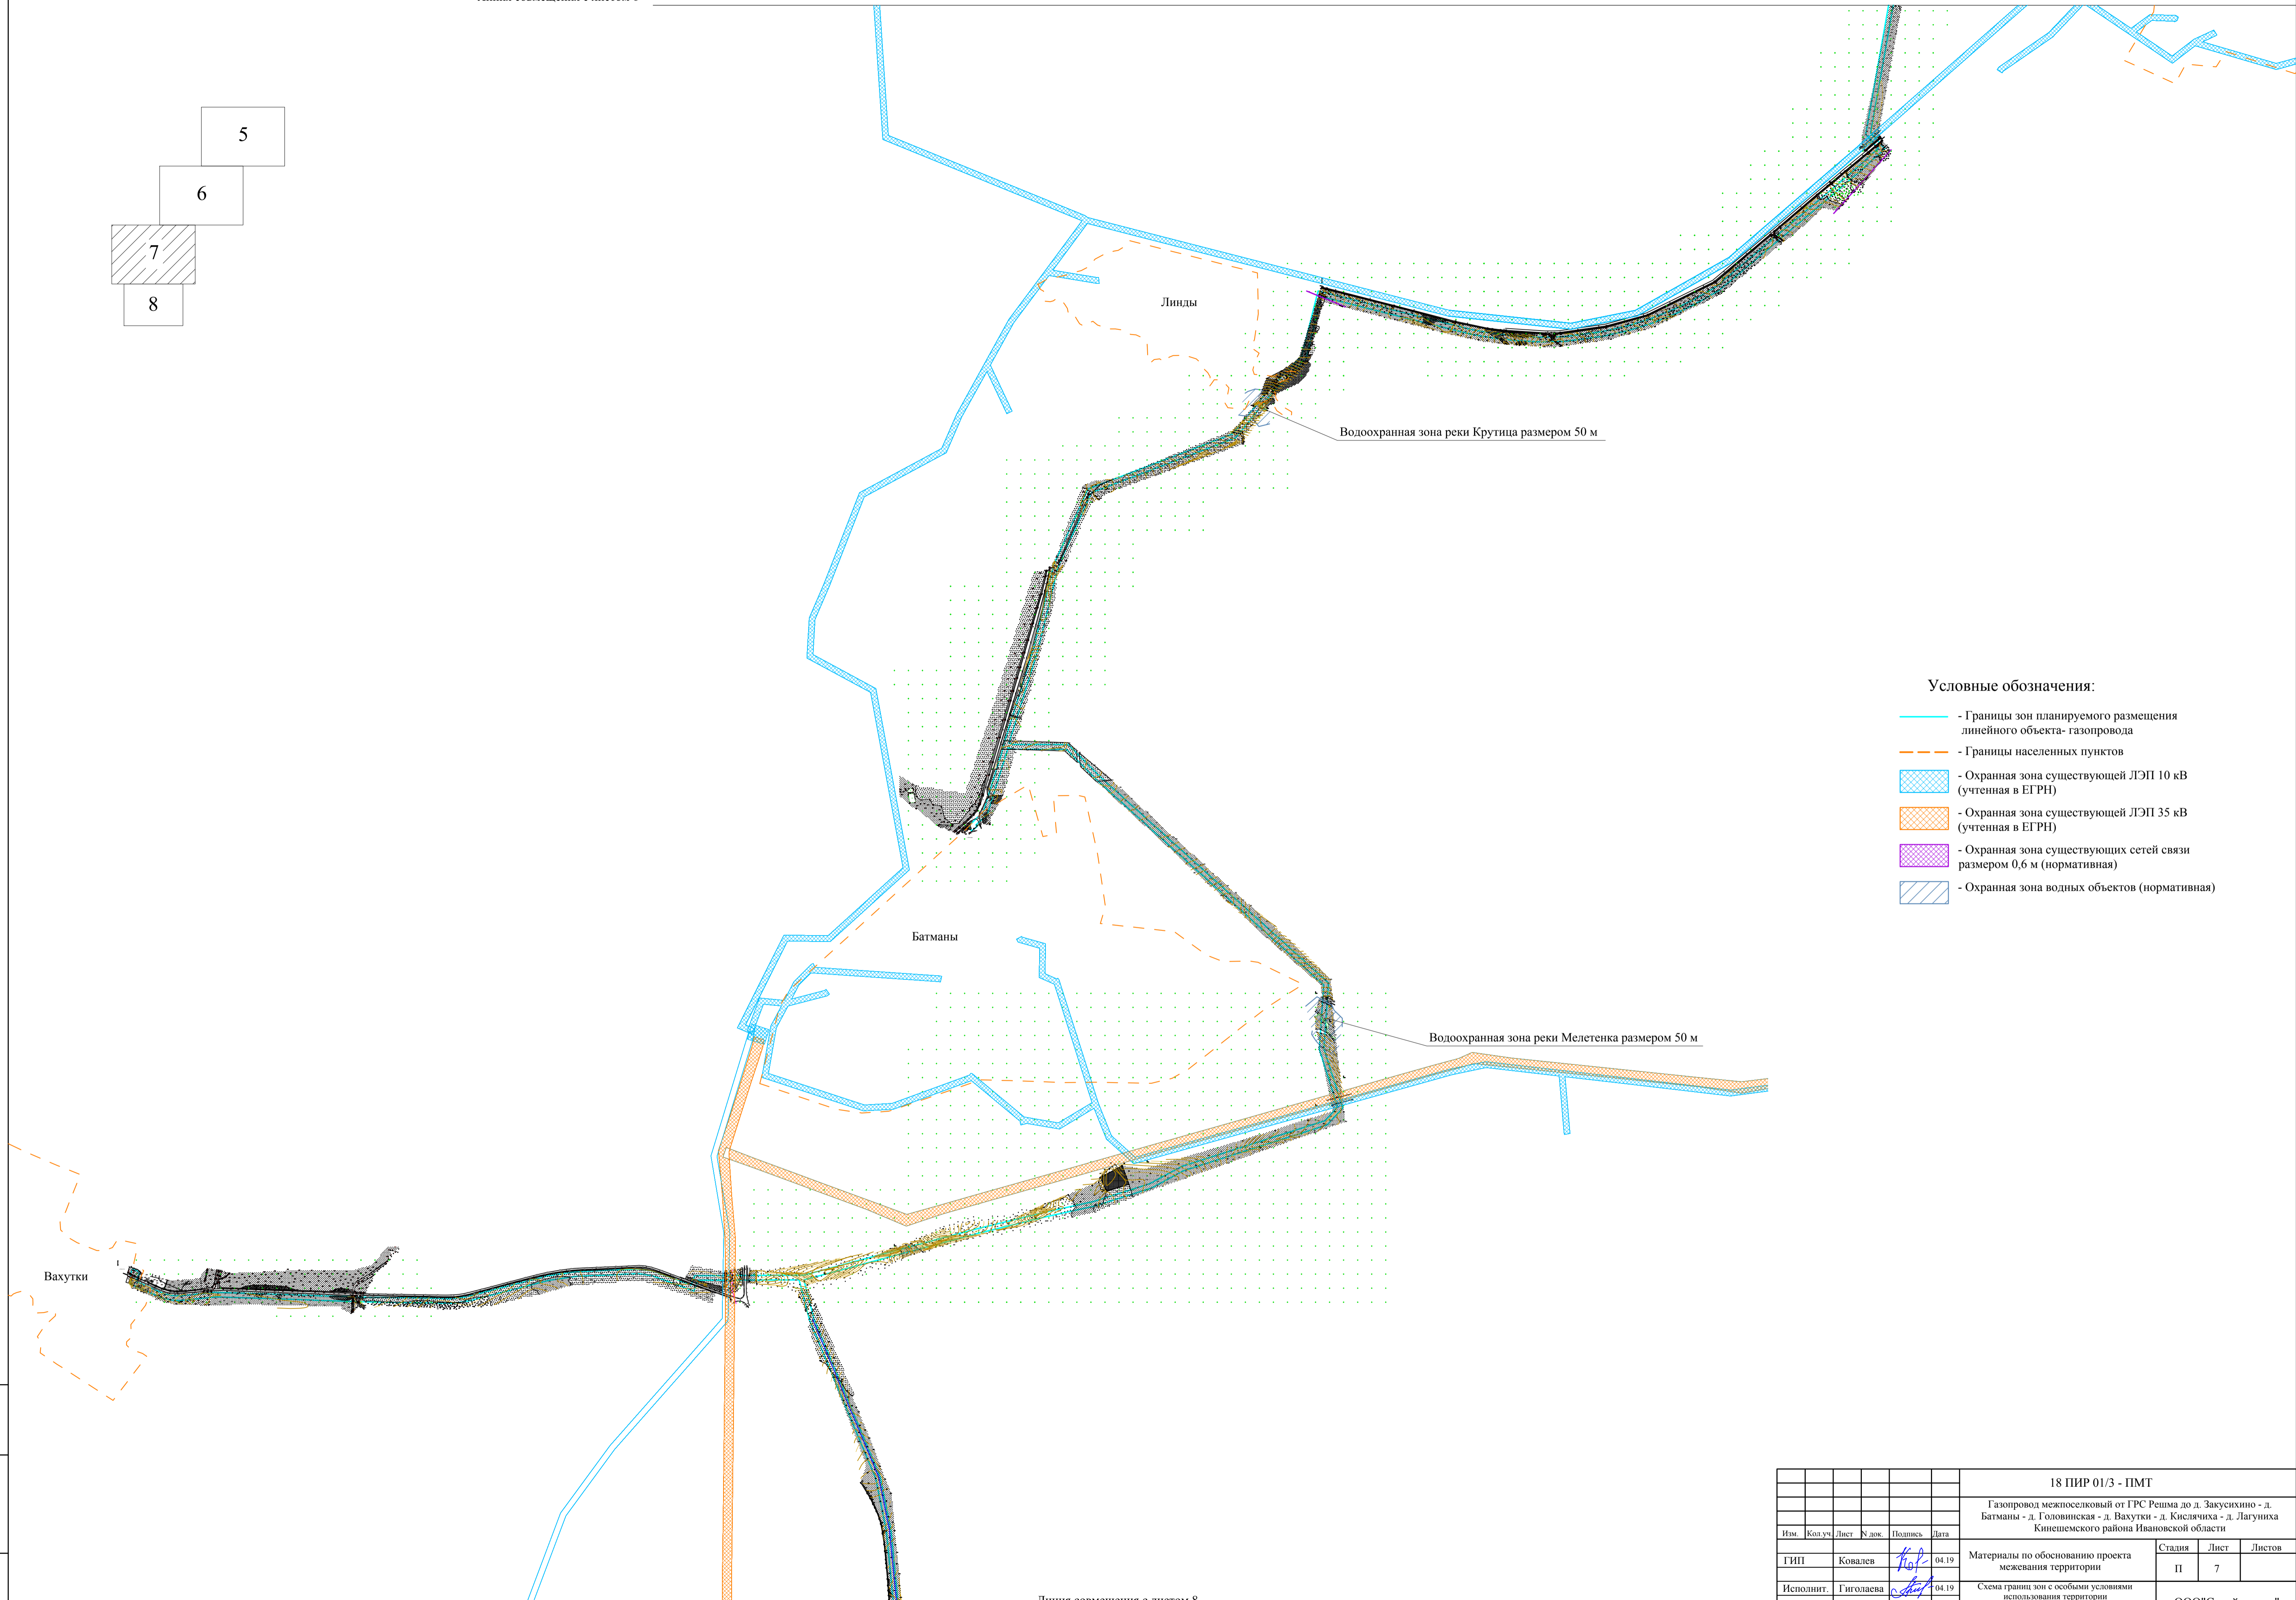 5
6
7
8
Линды
Водоохранная зона реки Крутица размером 50 м
Условные обозначения:
- Границы зон планируемого размещения
линейного объекта- газопровода
- Границы населенных пунктов
- Охранная зона существующей ЛЭП 10 кВ
(учтенная в ЕГРН)
- Охранная зона существующей ЛЭП 35 кВ
(учтенная в ЕГРН)
- Охранная зона существующих сетей связи
размером 0,6 м (нормативная)
- Охранная зона водных объектов (нормативная)
Батманы
Водоохранная зона реки Мелетенка размером 50 м
Вахутки
Линия совмещения с листом 8
18 ПИР 01/3 - ПМТ
Газопровод межпоселковый от ГРС Решма до д. Закусихино - д.
Батманы - д. Головинская - д. Вахутки - д. Кислячиха - д. Лагуниха
Кинешемского района Ивановской области
Изм. Кол.уч. Лист N док. Подпись Дата
ГИП Ковалев 04.19
Материалы по обоснованию проекта
межевания территории
Стадия Лист Листов
П 7
Исполнит. Гиголаева 04.19
Схема границ зон с особыми условиями
использования территории